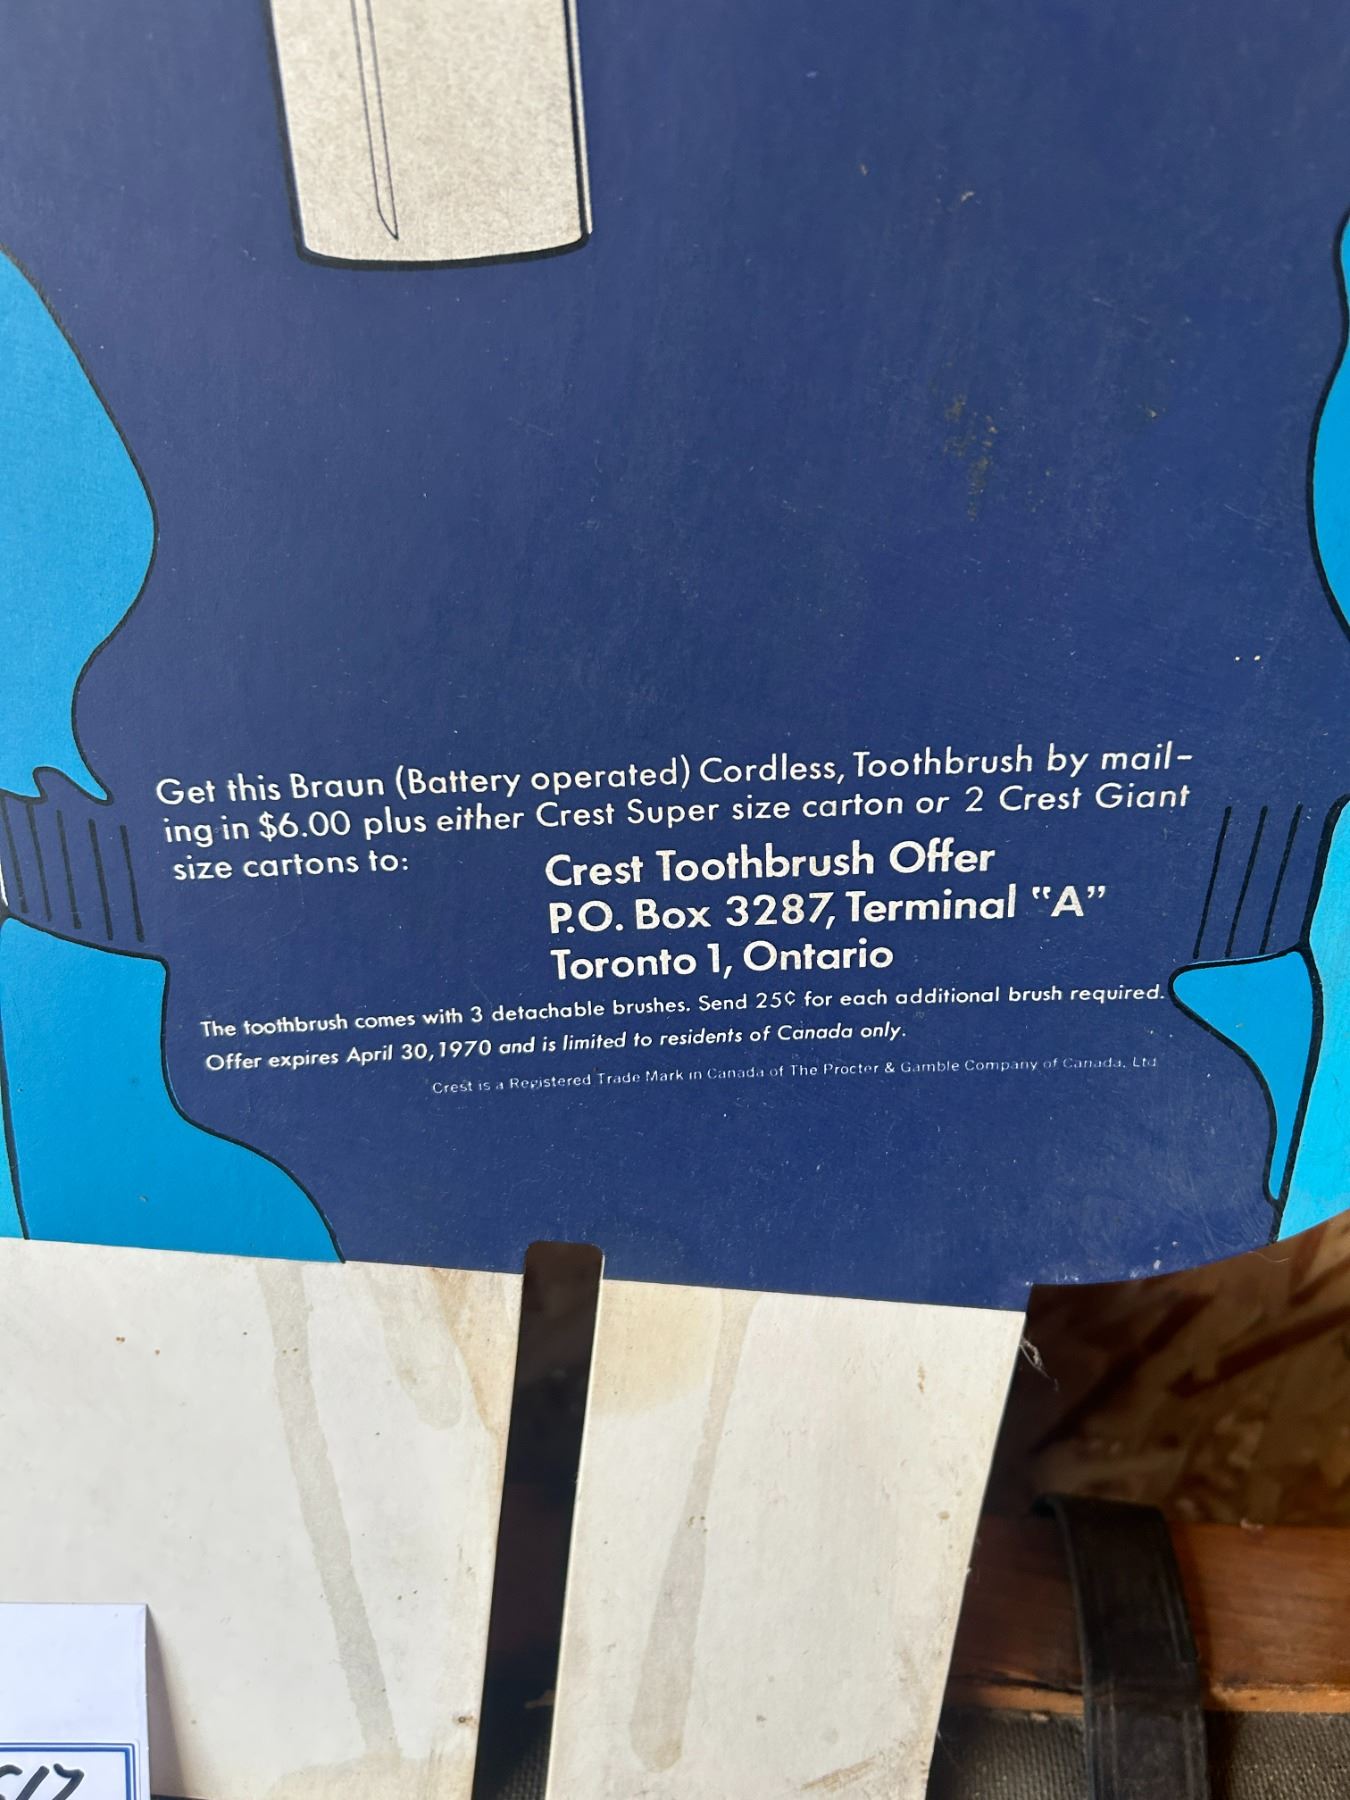 Get this Braun (Battery operated) Cordless, Toothbrush by mail-
ing in $6.00 plus either Crest Super size carton or 2 Crest Giant
size cartons to:
Crest Toothbrush Offer
P.O. Box 3287, Terminal "A"
Toronto 1, Ontario
The toothbrush comes with 3 detachable brushes. Send 25¢ for each additional brush required.
Offer expires April 30, 1970 and is limited to residents of Canada only.
Crest is a Registered Trade Mark in Canada of The Procter & Gamble Company of Canada, Ltd